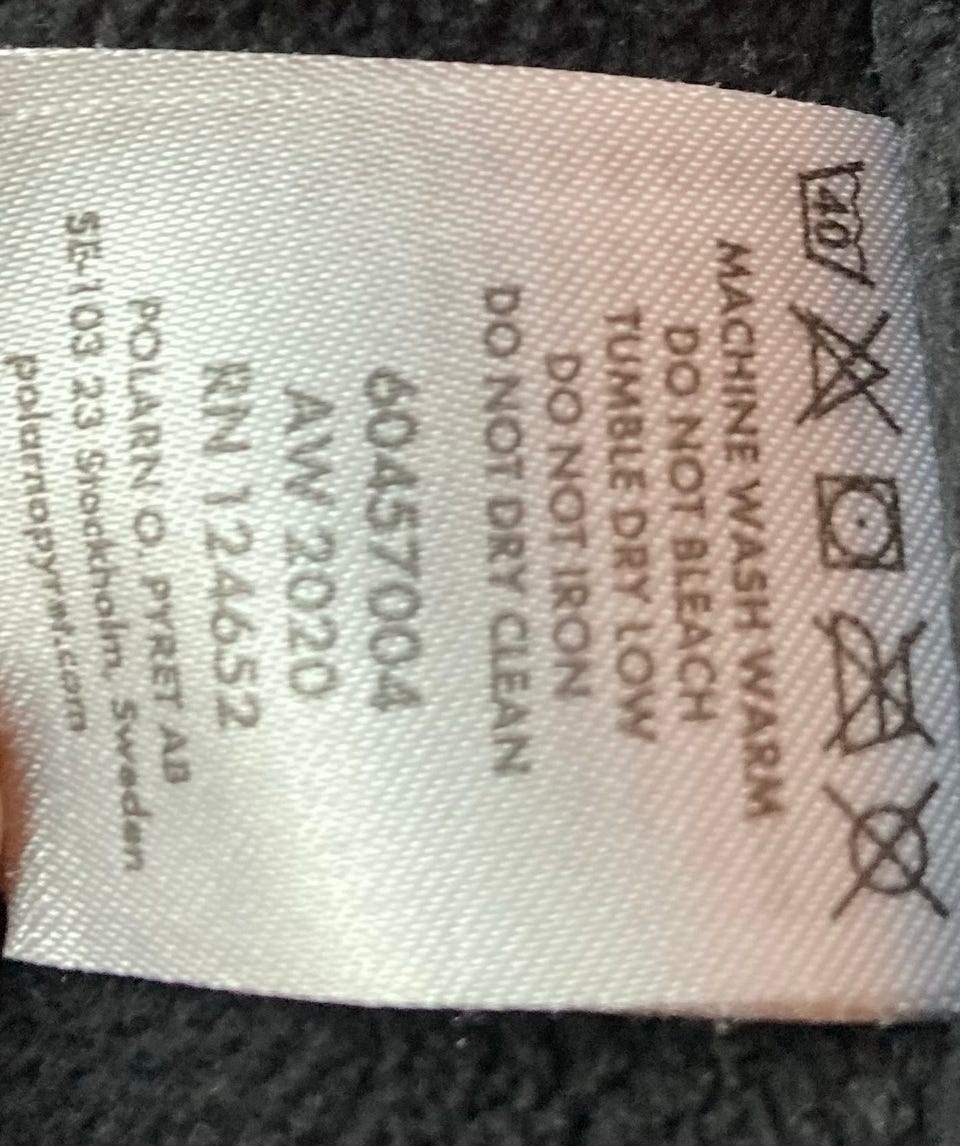 40
MACHINE WASH WARM
DO NOT BLEACH
TUMBLE DRY LOW
DO NOT IRON
DO NOT DRY CLEAN
60457004
AW 2020
RN 124652
POLARN O. PYRET AB
SE-103 23 Stockholm, Sweden
polarnopyret.com